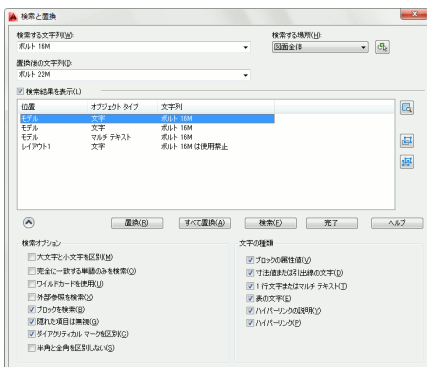 検索と置換
検索する文字列(W):
ボルト 16M
検索する場所(H):
図面全体
置換後の文字列(I):
ボルト 22M
検索結果を表示(L)
位置 オブジェクト タイプ 文字列
モデル 文字 ボルト 16M
モデル 文字 ボルト 16M
モデル マルチ テキスト ボルト 16M
レイアウト1 文字 ボルト 16M は使用禁止
置換(R) すべて置換(A) 検索(F) 完了 ヘルプ
検索オプション
大文字と小文字を区別(M)
完全に一致する単語のみを検索(O)
ワイルドカードを使用(U)
外部参照を検索(X)
ブロックを検索(B)
隠れた項目は無視(G)
ダイアクリティカル マークを区別(C)
半角と全角を区別しない(S)
文字の種類
ブロックの属性値(V)
寸法値または引出線の文字(D)
1 行文字またはマルチ テキスト(T)
表の文字(E)
ハイパーリンクの説明(Y)
ハイパーリンク(P)